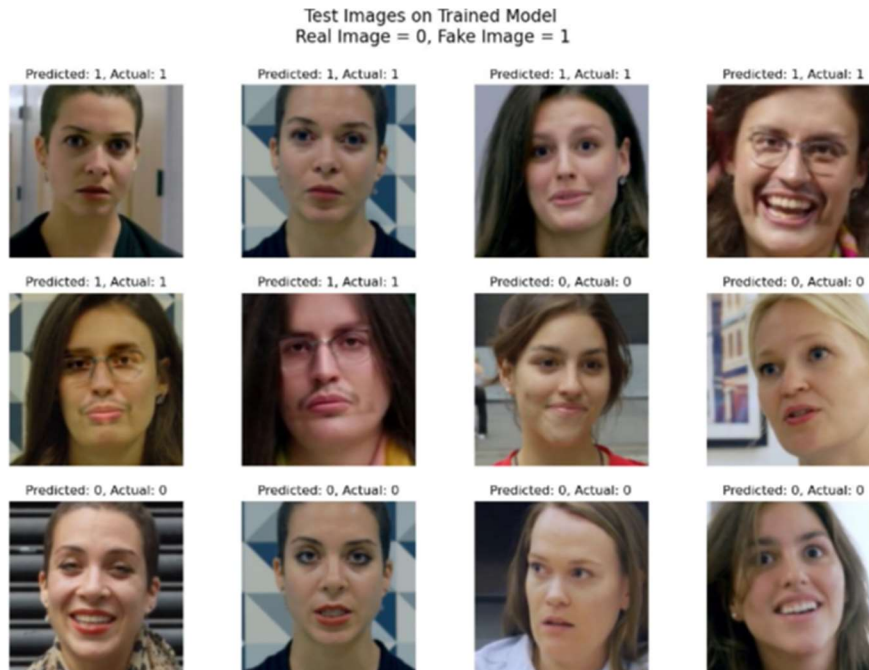 Test Images on Trained Model
Real Image = 0, Fake Image = 1
Predicted: 1, Actual: 1
Predicted: 1, Actual: 1
Predicted: 1, Actual: 1
Predicted: 1, Actual: 1
Predicted: 1, Actual: 1
Predicted: 1, Actual: 1
Predicted: 0, Actual: 0
Predicted: 0, Actual: 0
Predicted: 0, Actual: 0
Predicted: 0, Actual: 0
Predicted: 0, Actual: 0
Predicted: 0, Actual: 0